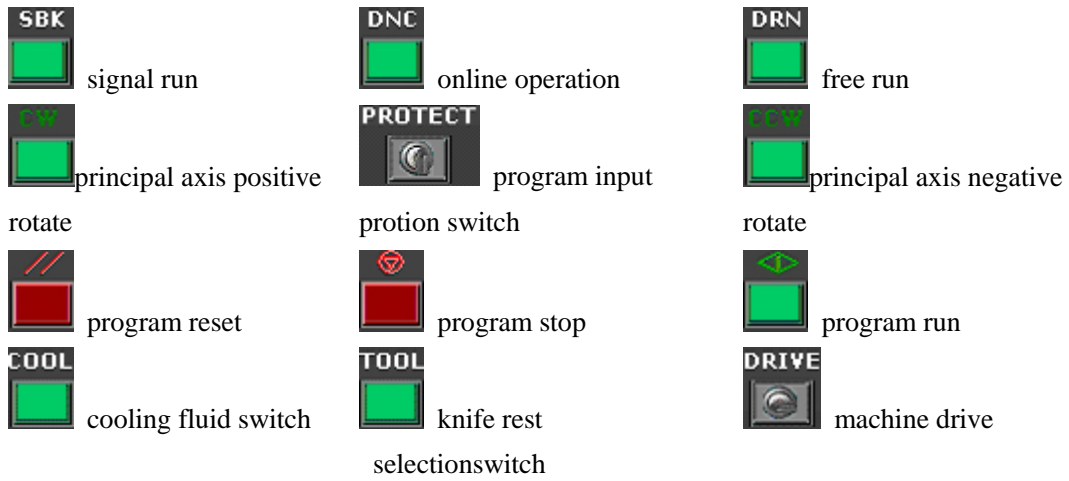 SBK DNC DRN
signal run online operation free run
CW PROTECT CCW
principal axis positive program input principal axis negative
rotate protion switch rotate
program reset program stop program run
COOL TOOL DRIVE
cooling fluid switch knife rest machine drive
selectionswitch